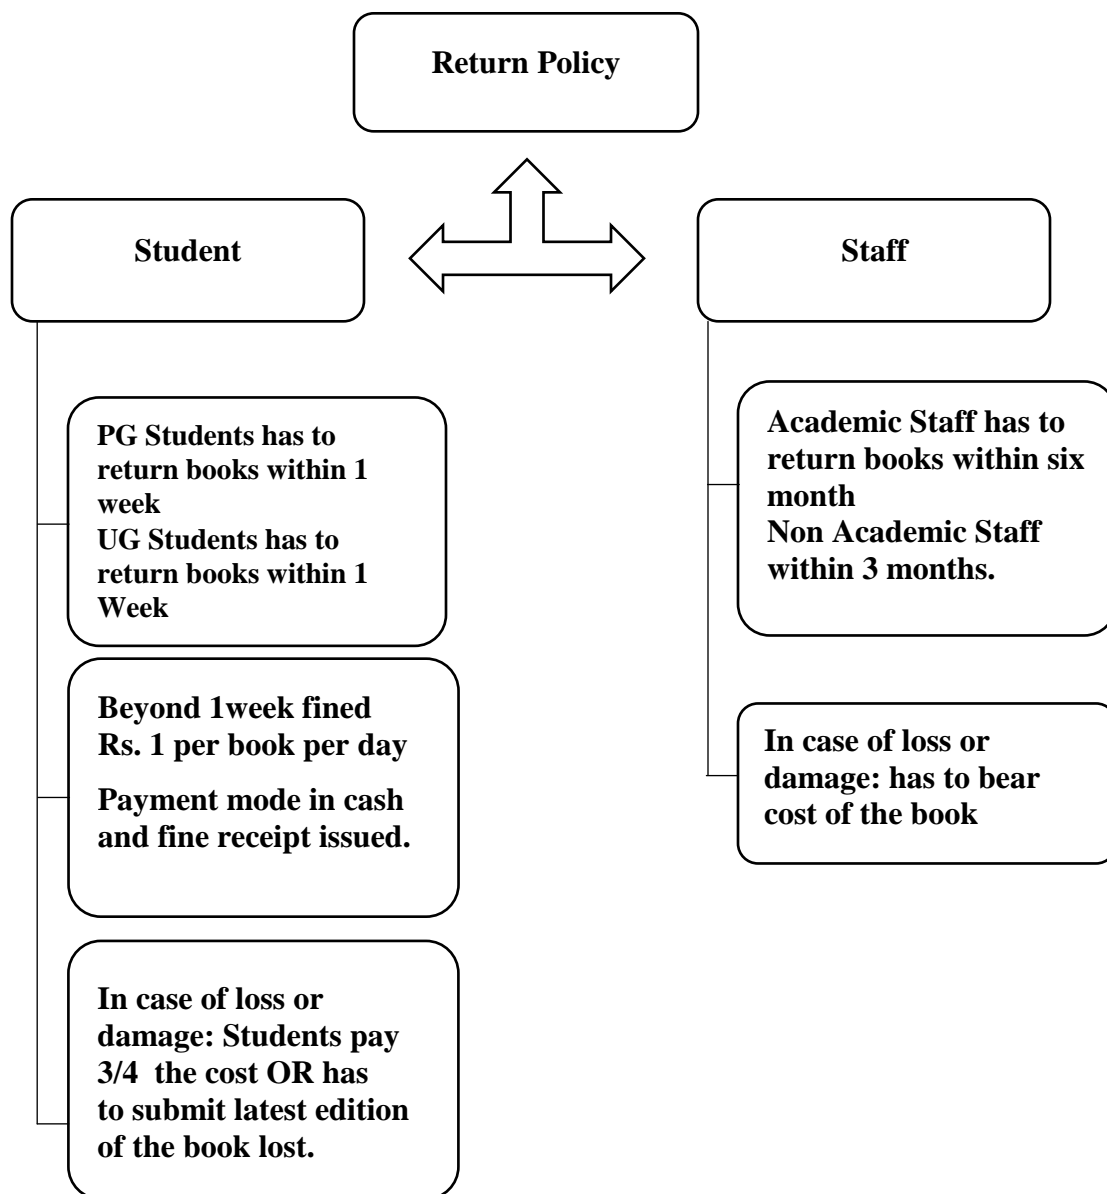 Return Policy
Student
PG Students has to
return books within 1
week
UG Students has to
return books within 1
Week
Beyond 1week fined
Rs. 1 per book per day
Payment mode in cash
and fine receipt issued.
In case of loss or
damage: Students pay
3/4 the cost OR has
to submit latest edition
of the book lost.
Staff
Academic Staff has to
return books within six
month
Non Academic Staff
within 3 months.
In case of loss or
damage: has to bear
cost of the book